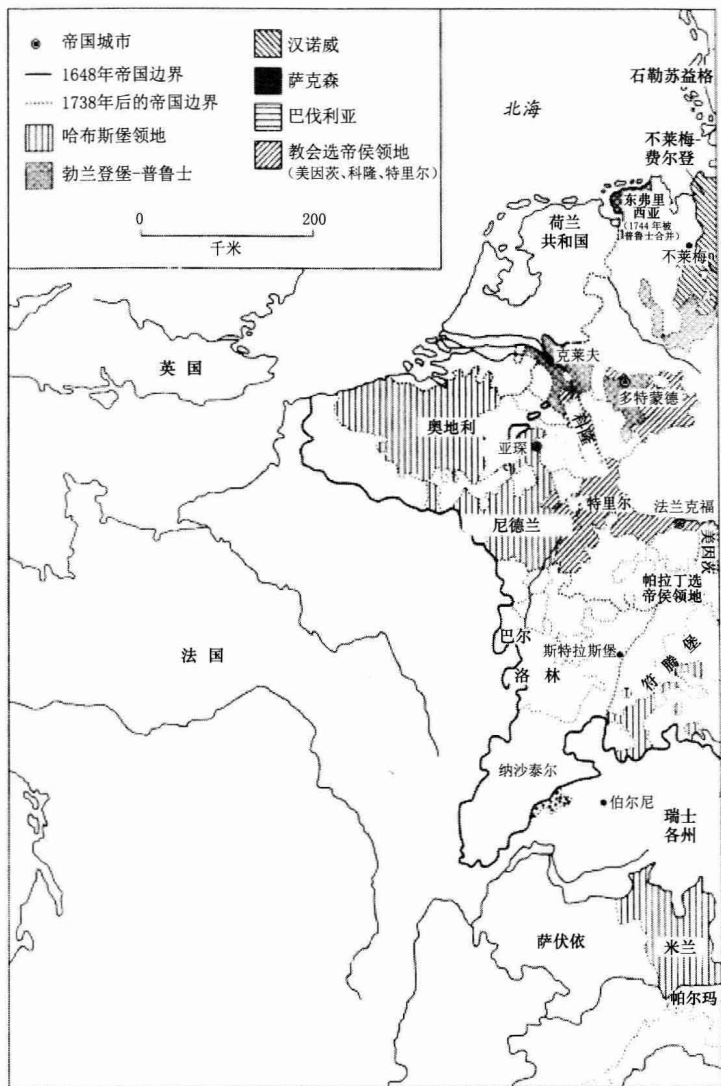 帝国城市
1648年帝国边界
1738年后的帝国边界
哈布斯堡领地
勃兰登堡-普鲁士
汉诺威
萨克森
巴伐利亚
教会选帝侯领地
(美因茨、科隆、特里尔)
0 200
千米
北海
石勒苏益格
不莱梅-
费尔登
东弗里
西亚
(1744年被
普鲁士合并)
荷兰
共和国
不莱梅
英国
克莱夫
多特蒙德
科隆
奥地利
亚琛
特里尔
法兰克福
尼德兰
美因茨
帕拉丁选
帝侯领地
巴尔
法国
斯特拉斯堡
洛林
符腾堡
纳沙泰尔
伯尔尼
瑞士
各州
萨伏依
米兰
帕尔玛